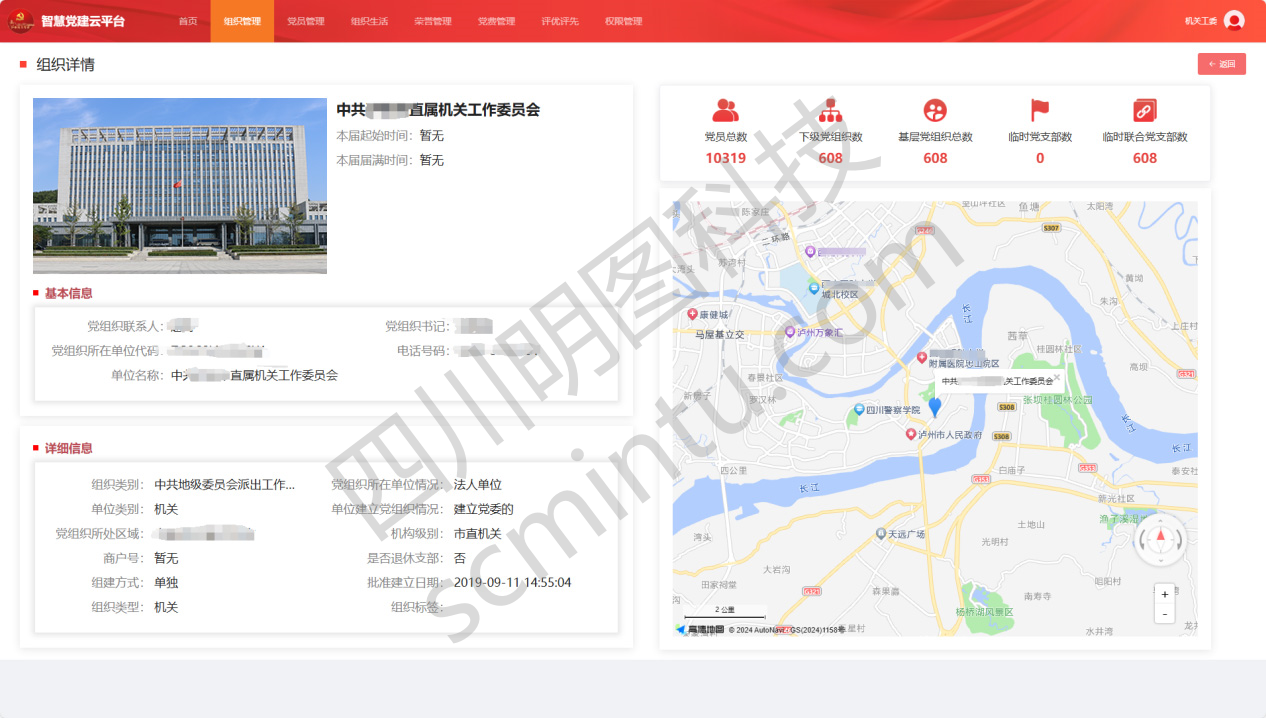 智慧党建云平台 首页 组织管理 党员管理 组织生活 荣誉管理 党费管理 评优评先 权限管理 机关工委
组织详情
← 返回
中共 直属机关工作委员会
本届起始时间：暂无
本届届满时间：暂无
基本信息
党组织联系人： 党组织书记：
党组织所在单位代码： 电话号码：
单位名称：中共 直属机关工作委员会
详细信息
组织类别：中共地级委员会派出工作... 党组织所在单位情况：法人单位
单位类别：机关 单位建立党组织情况：建立党委的
党组织所处区域： 机构级别：市直机关
商户号：暂无 是否退休支部：否
组建方式：单独 批准建立日期：2019-09-11 14:55:04
组织类型：机关 组织标签：
党员总数 下级党组织数 基层党组织总数 临时党支部数 临时联合党支部数
10319 608 608 0 608
陈家庄
鱼塘
太阳湾
S307
二环路
黄坳
朱沟
城北校区
康健城
马屋基立交
泸州万象汇
长江
茜草
桂圆林社区
上庄村
高坝
附属医院忠山院区
中共 机关工作委员会 ×
春景社区
罗汉林
四川警察学院
S308
张坝桂圆林公园
泸州市人民政府
S308
长江
长江
四公里
白庙子
泰安社
长江
新光社区
渔子溪湿地
湾头
天远广场
土地山
光明村
大岩沟
田家祠堂
森果嘉
昭阳村
南寿寺
杨桥湖风景区
水井湾
2 公里
+
-
高德地图 © 2024 AutoNavi - GS(2024)1158号
四川明图科技
scmintu.com